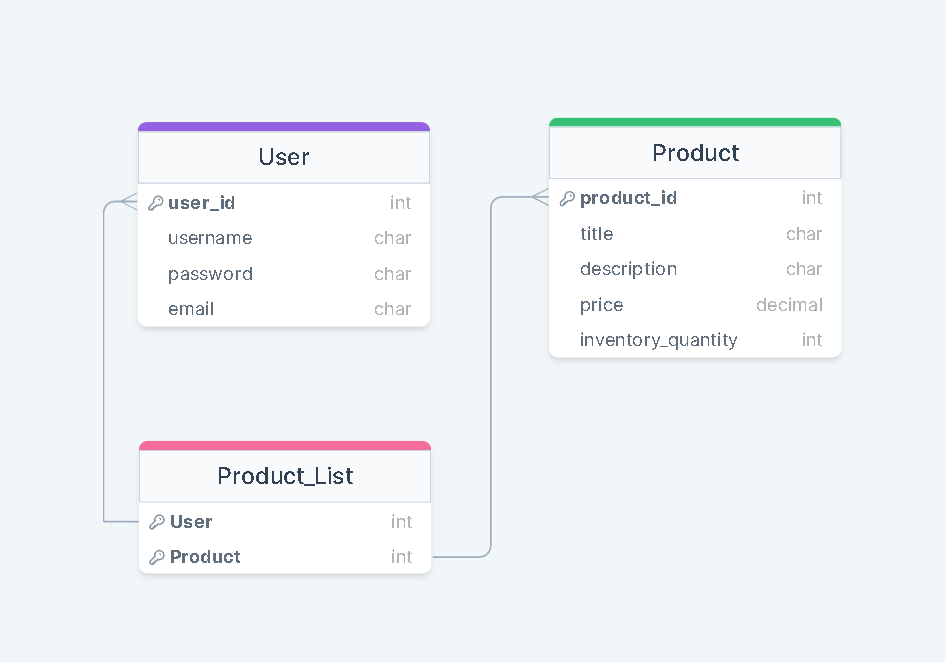 User
user_id int
username char
password char
email char
Product
product_id int
title char
description char
price decimal
inventory_quantity int
Product_List
User int
Product int